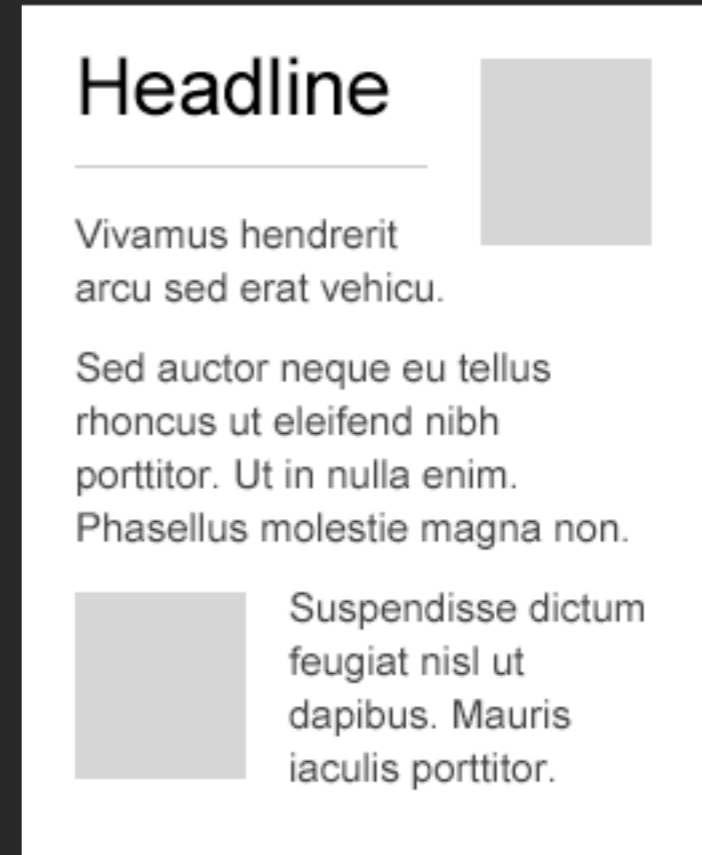 Headline
Vivamus hendrerit
arcu sed erat vehicu.
Sed auctor neque eu tellus
rhoncus ut eleifend nibh
porttitor. Ut in nulla enim.
Phasellus molestie magna non.
Suspendisse dictum
feugiat nisl ut
dapibus. Mauris
iaculis porttitor.